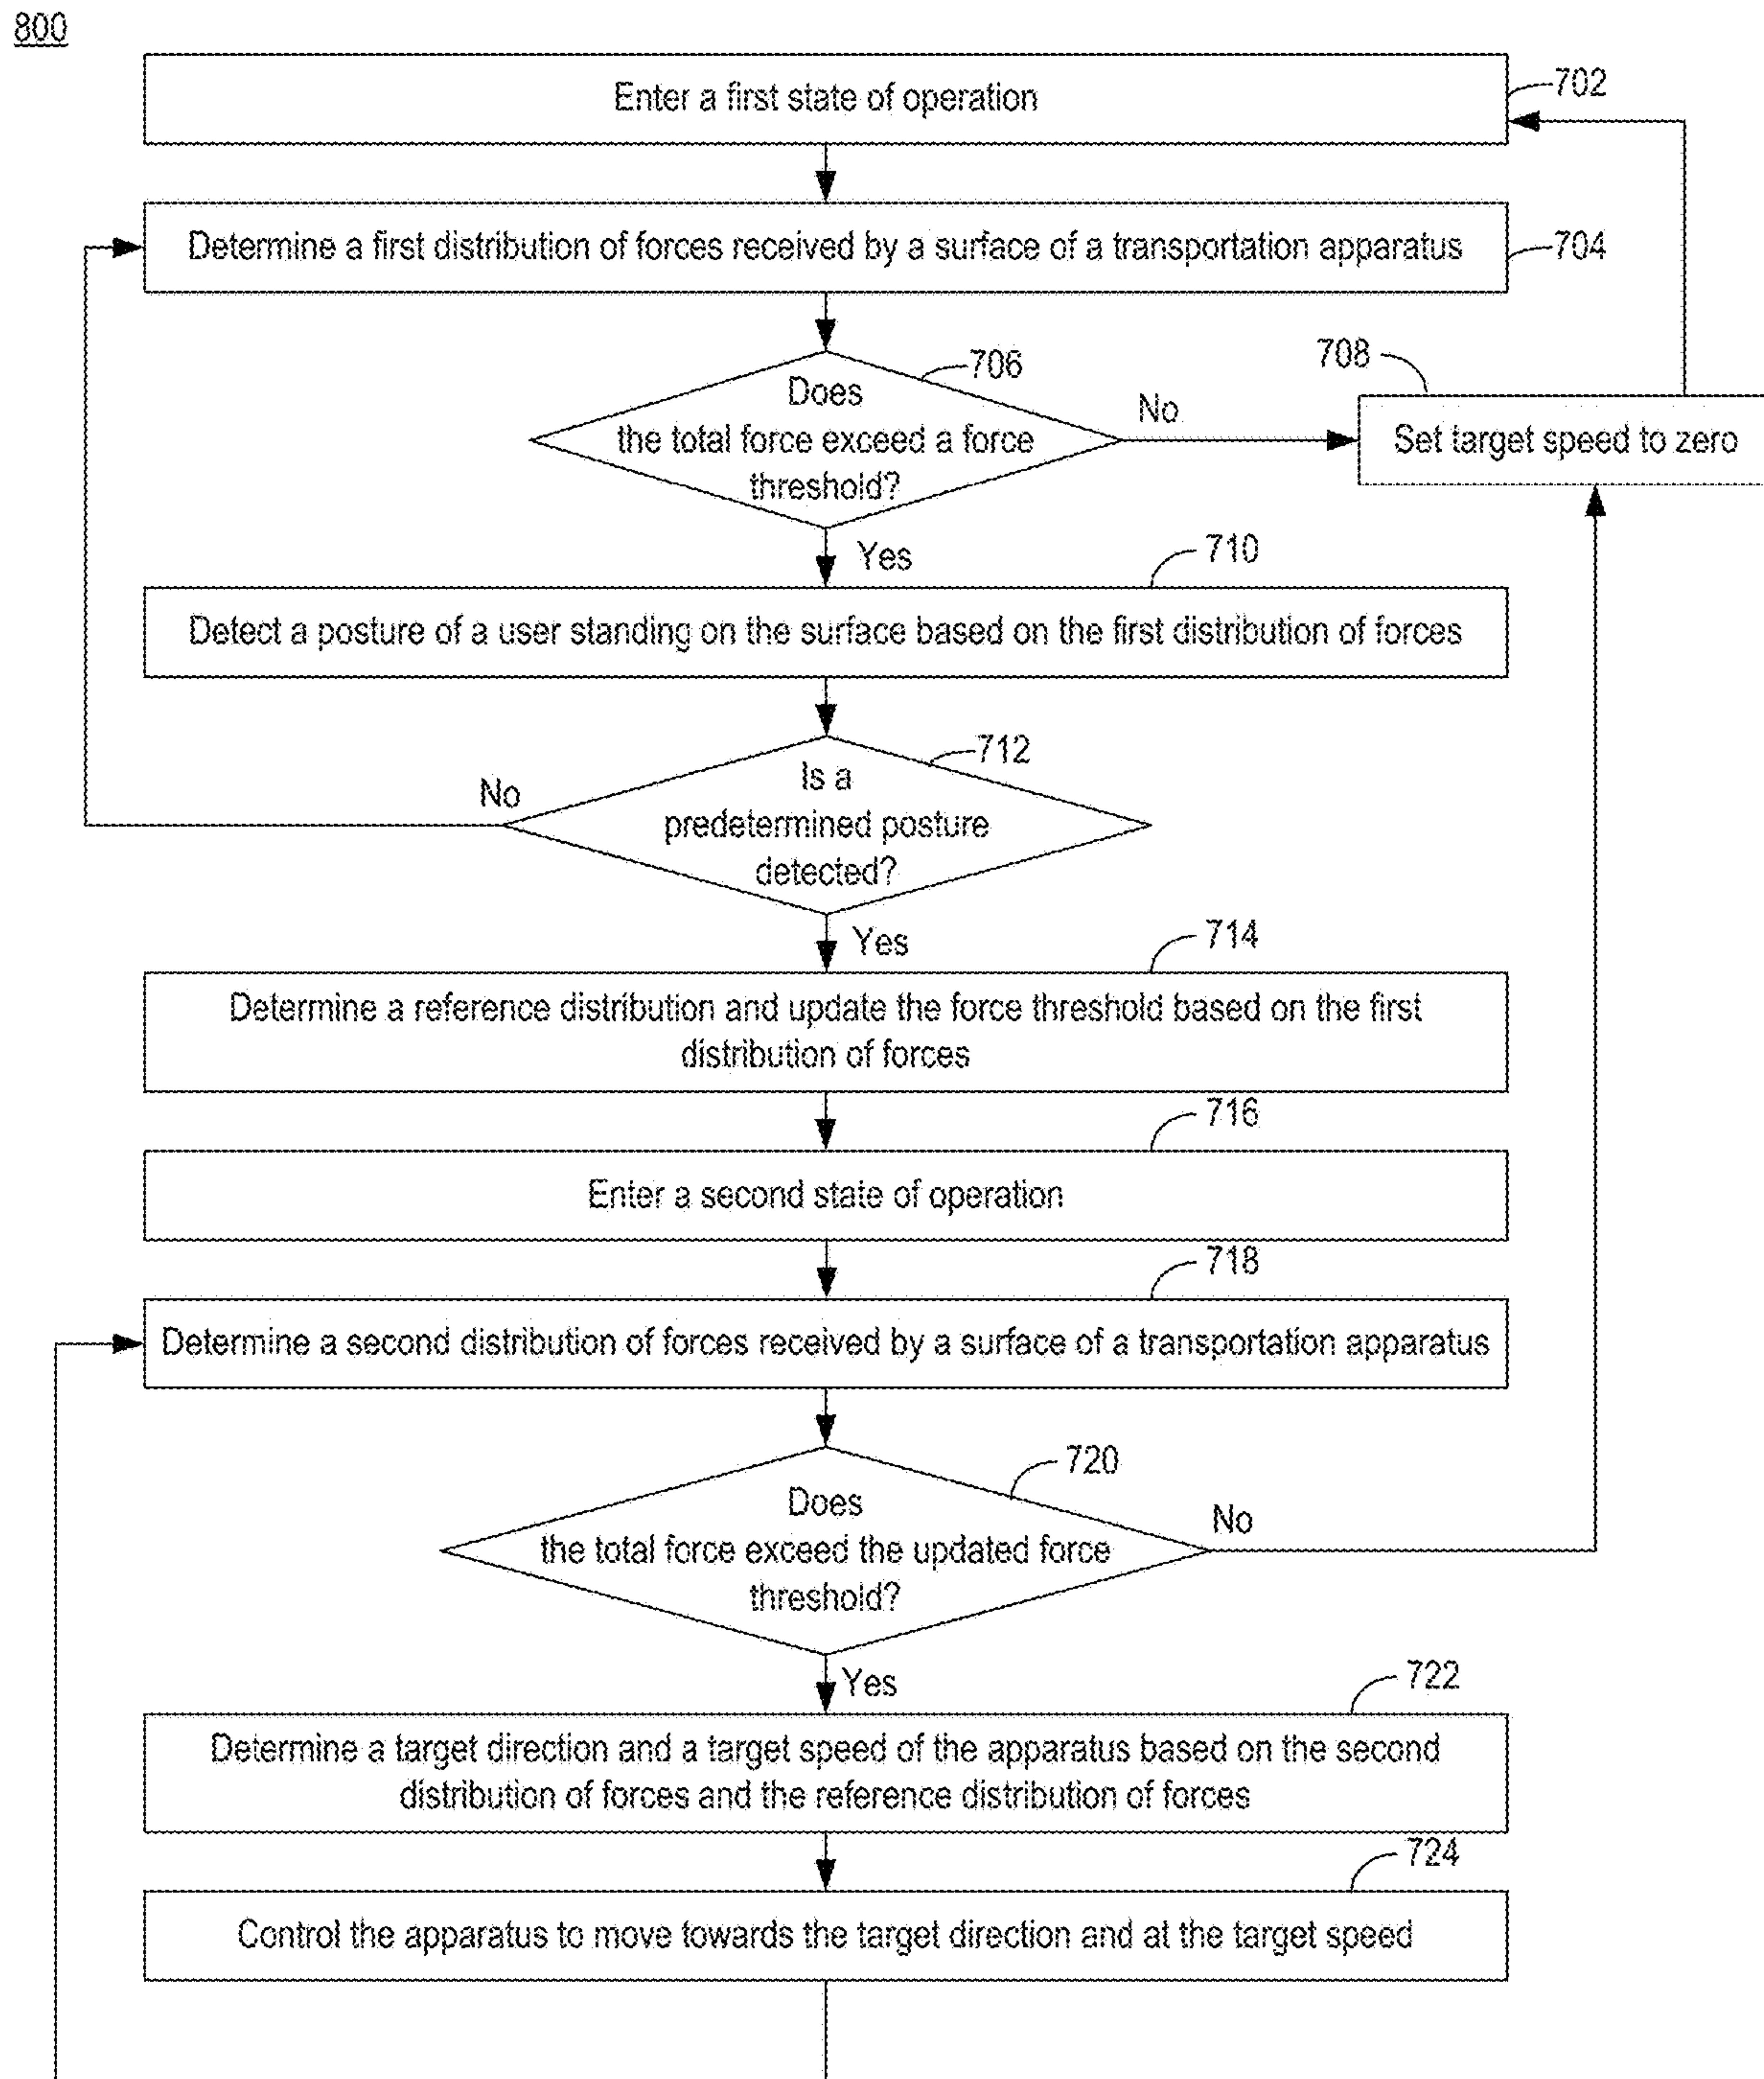 800
Enter a first state of operation
702
Determine a first distribution of forces received by a surface of a transportation apparatus
704
706
Does
the total force exceed a force
threshold?
No
708
Set target speed to zero
Yes
710
Detect a posture of a user standing on the surface based on the first distribution of forces
712
Is a
predetermined posture
detected?
No
Yes
714
Determine a reference distribution and update the force threshold based on the first
distribution of forces
716
Enter a second state of operation
718
Determine a second distribution of forces received by a surface of a transportation apparatus
720
Does
the total force exceed the updated force
threshold?
No
Yes
722
Determine a target direction and a target speed of the apparatus based on the second
distribution of forces and the reference distribution of forces
724
Control the apparatus to move towards the target direction and at the target speed